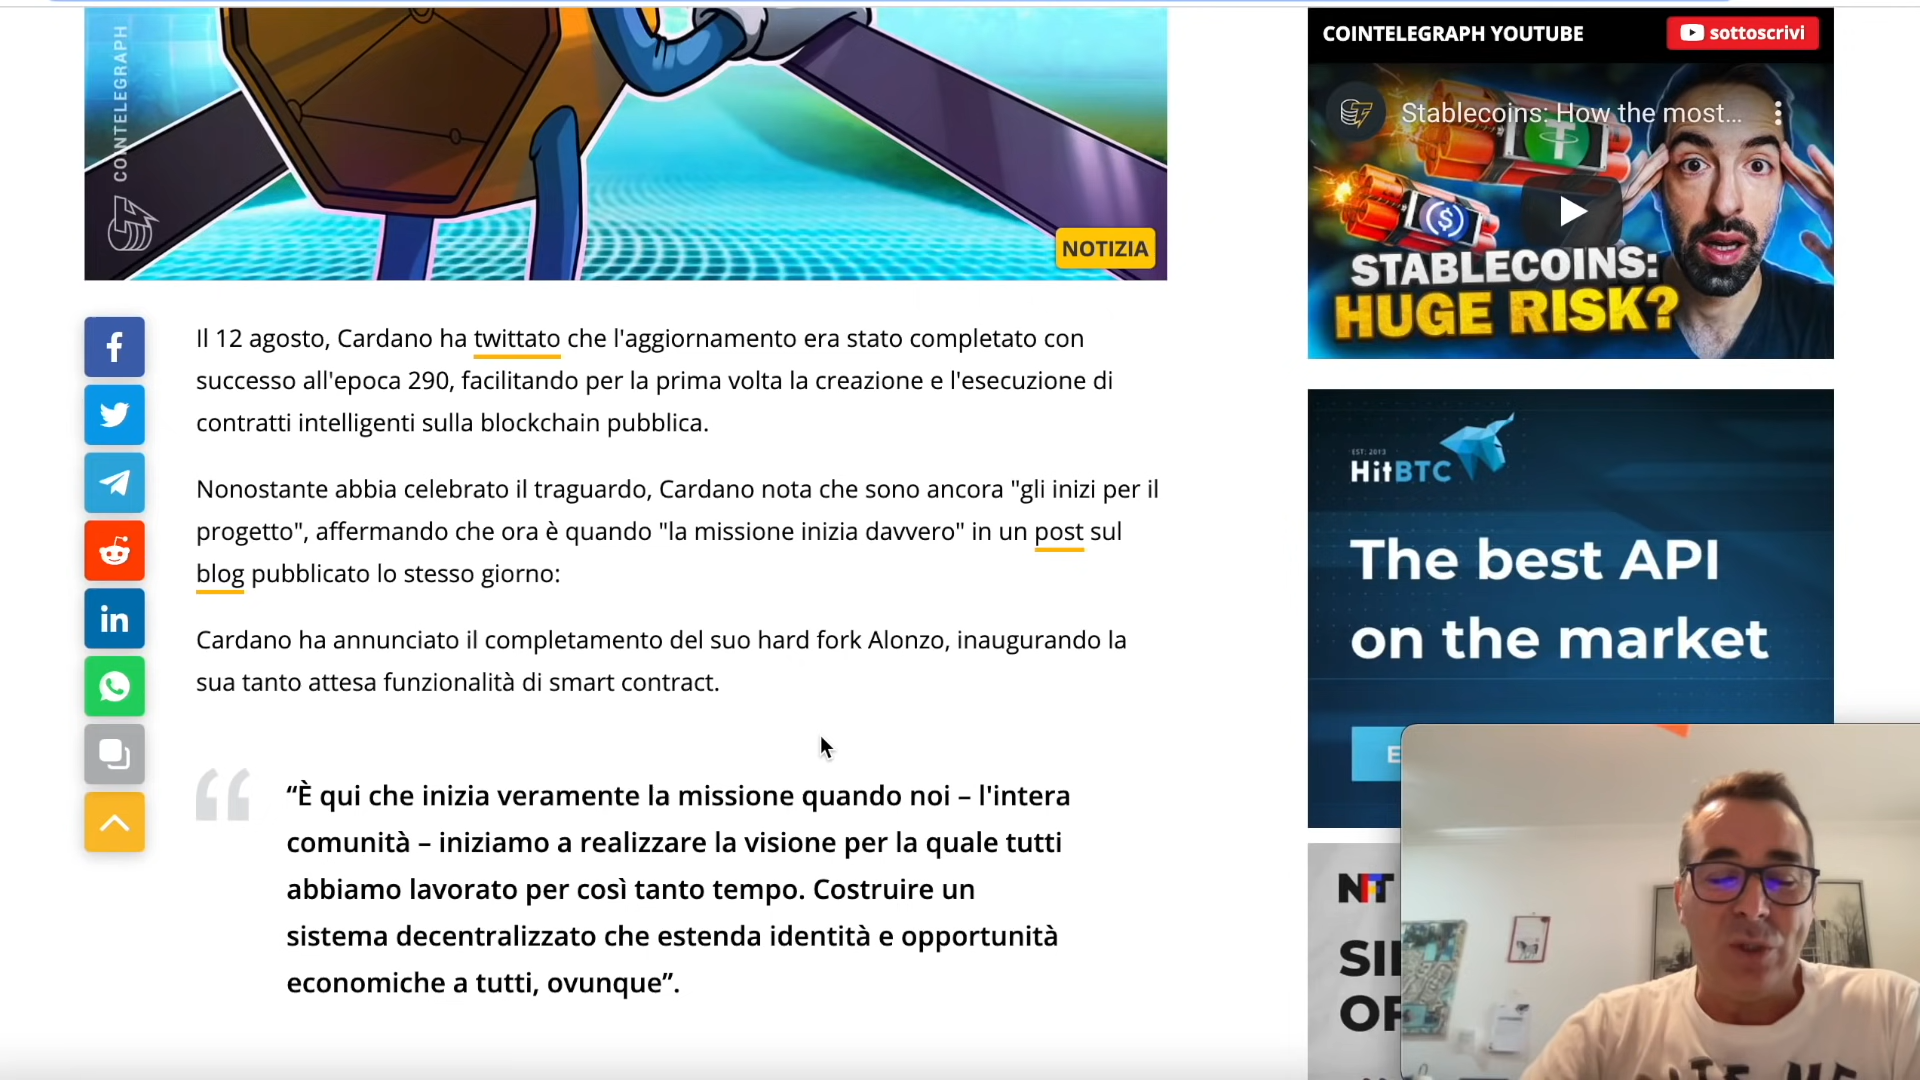 COINTELEGRAPH
NOTIZIA
Il 12 agosto, Cardano ha twittato che l'aggiornamento era stato completato con
successo all'epoca 290, facilitando per la prima volta la creazione e l'esecuzione di
contratti intelligenti sulla blockchain pubblica.
Nonostante abbia celebrato il traguardo, Cardano nota che sono ancora "gli inizi per il
progetto", affermando che ora è quando "la missione inizia davvero" in un post sul
blog pubblicato lo stesso giorno:
Cardano ha annunciato il completamento del suo hard fork Alonzo, inaugurando la
sua tanto attesa funzionalità di smart contract.
“È qui che inizia veramente la missione quando noi – l'intera
comunità – iniziamo a realizzare la visione per la quale tutti
abbiamo lavorato per così tanto tempo. Costruire un
sistema decentralizzato che estenda identità e opportunità
economiche a tutti, ovunque”.
COINTELEGRAPH YOUTUBE
sottoscrivi
Stablecoins: How the most...
STABLECOINS:
HUGE RISK?
EST. 2013
HitBTC
The best API
on the market
E
NFT
SI
OF